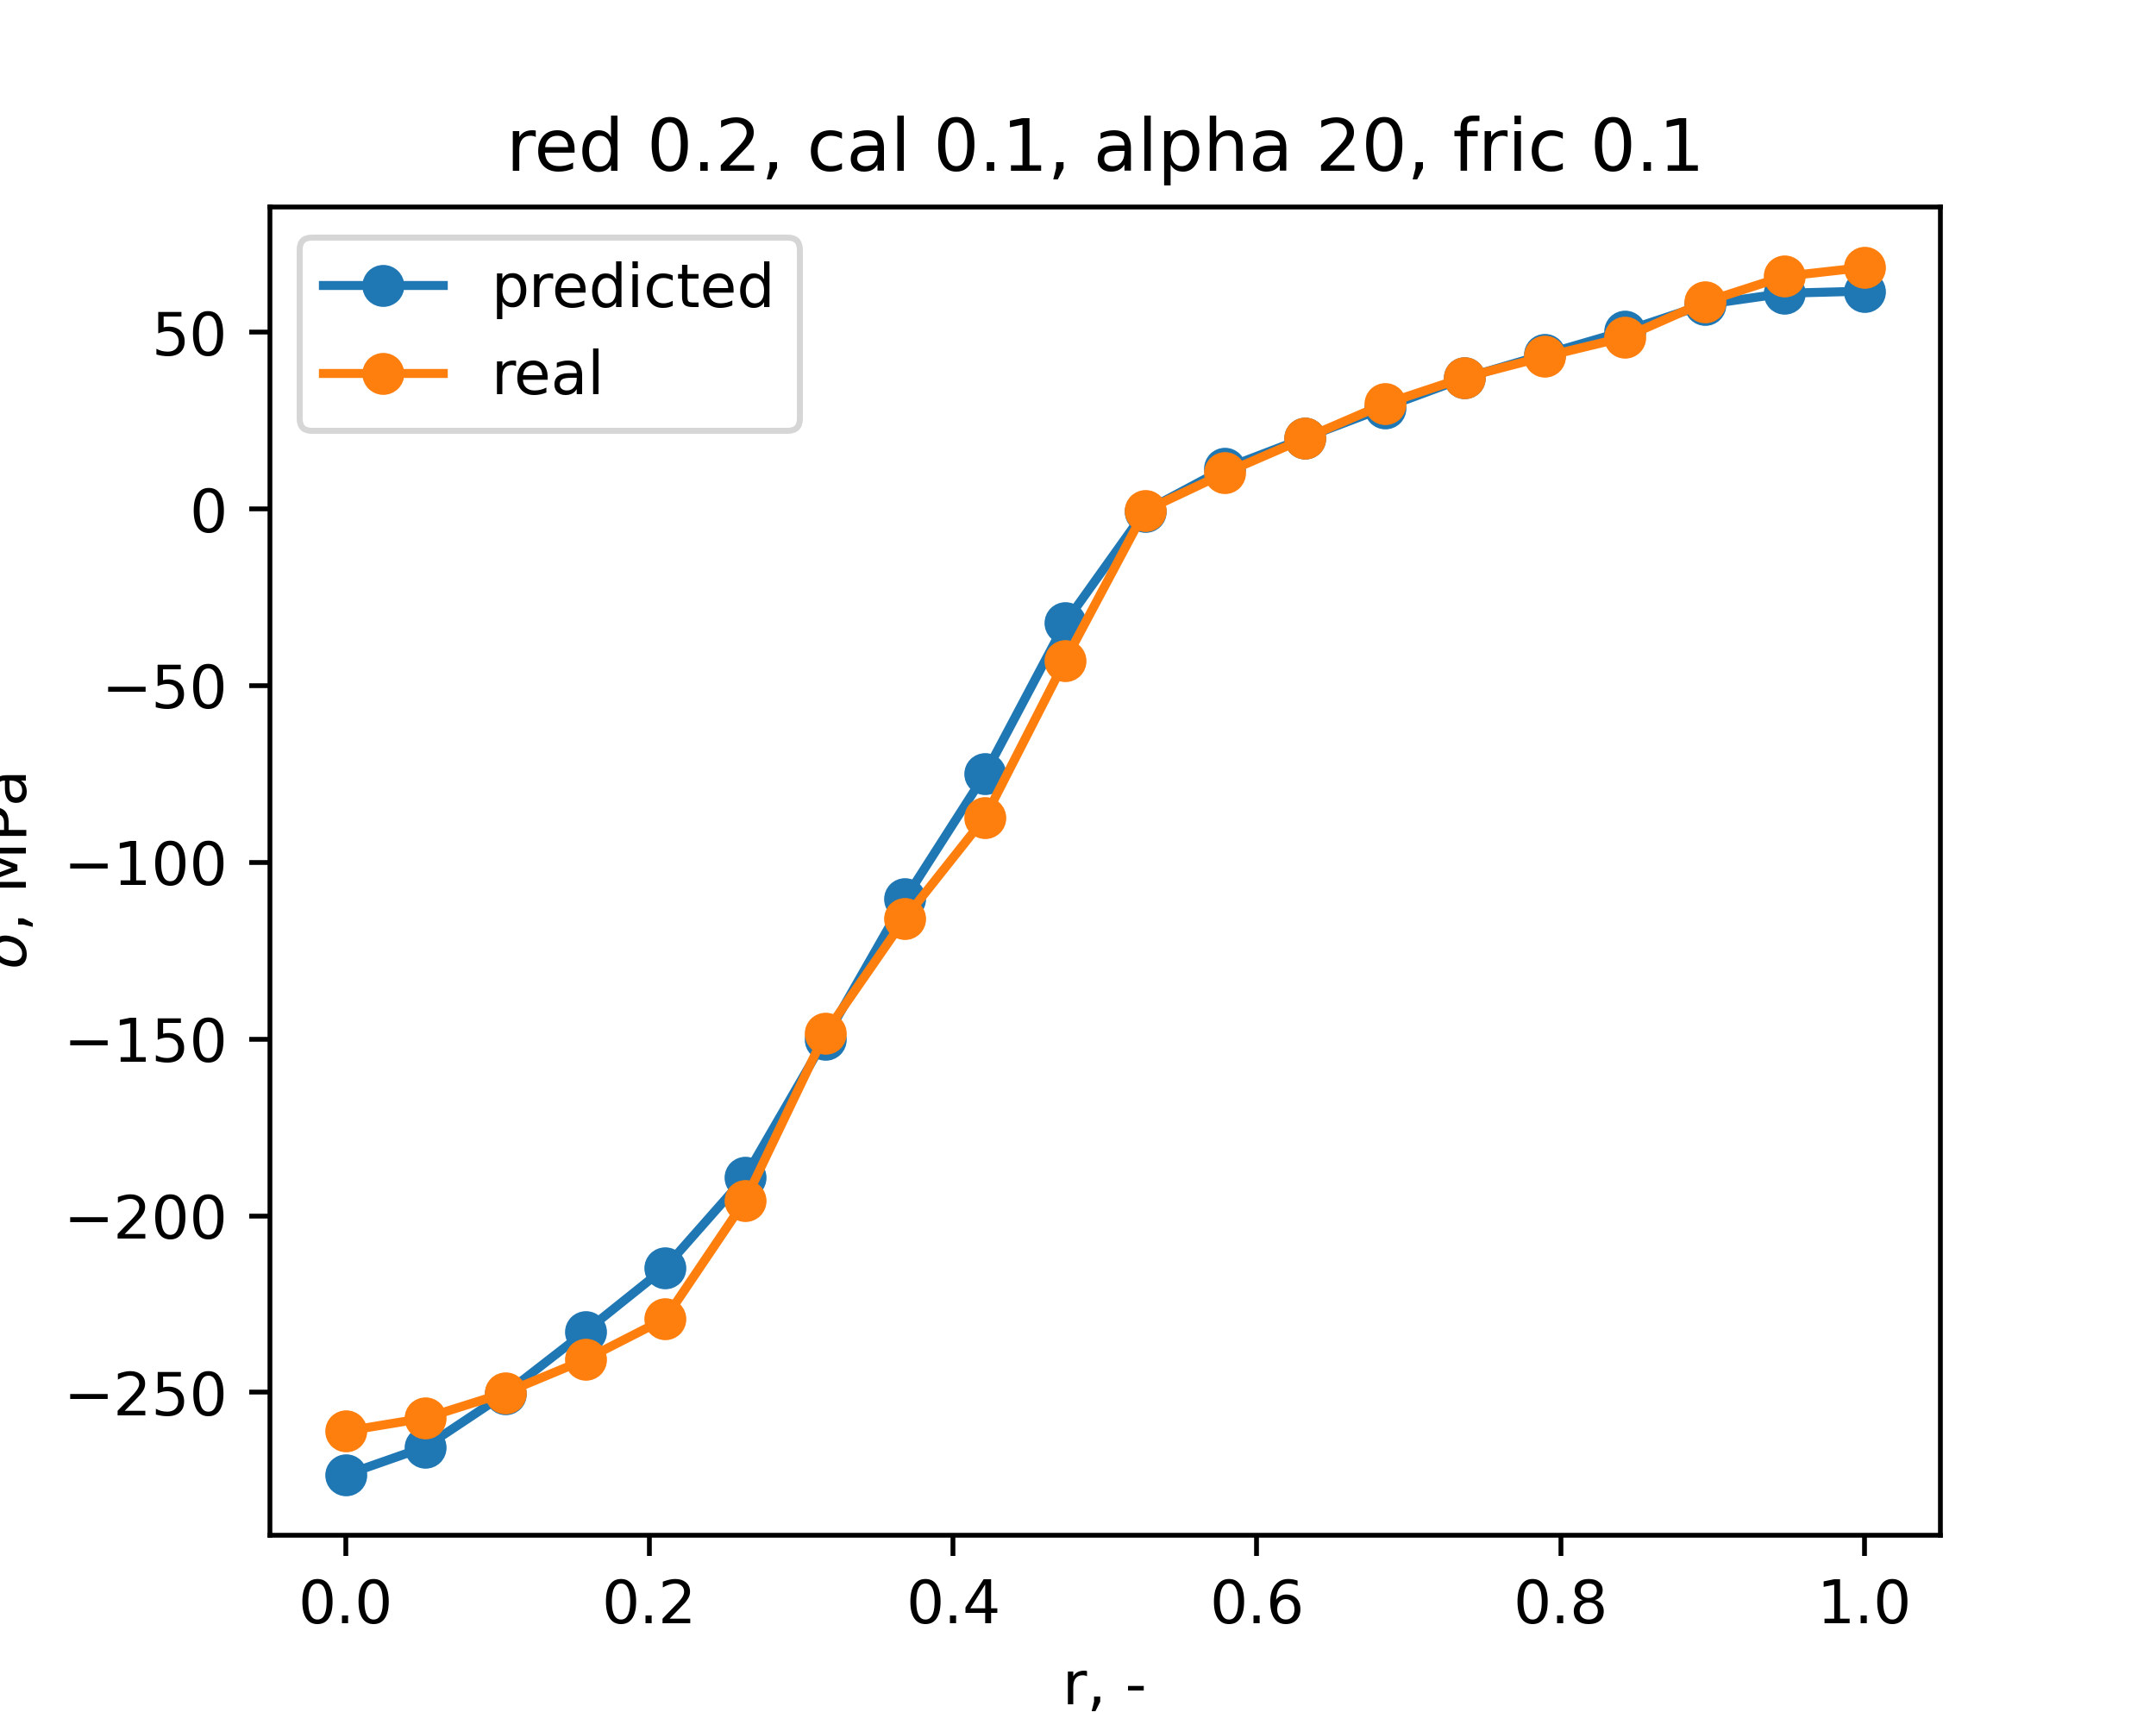 red 0.2, cal 0.1, alpha 20, fric 0.1
predicted
real
50
0
−50
−100
−150
−200
−250
σ, MPa
0.0 0.2 0.4 0.6 0.8 1.0
r, -